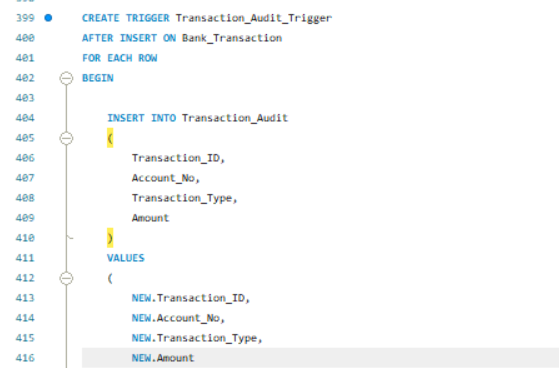 399 CREATE TRIGGER Transaction_Audit_Trigger
400 AFTER INSERT ON Bank_Transaction
401 FOR EACH ROW
402 BEGIN
403
404 INSERT INTO Transaction_Audit
405 (
406 Transaction_ID,
407 Account_No,
408 Transaction_Type,
409 Amount
410 )
411 VALUES
412 (
413 NEW.Transaction_ID,
414 NEW.Account_No,
415 NEW.Transaction_Type,
416 NEW.Amount